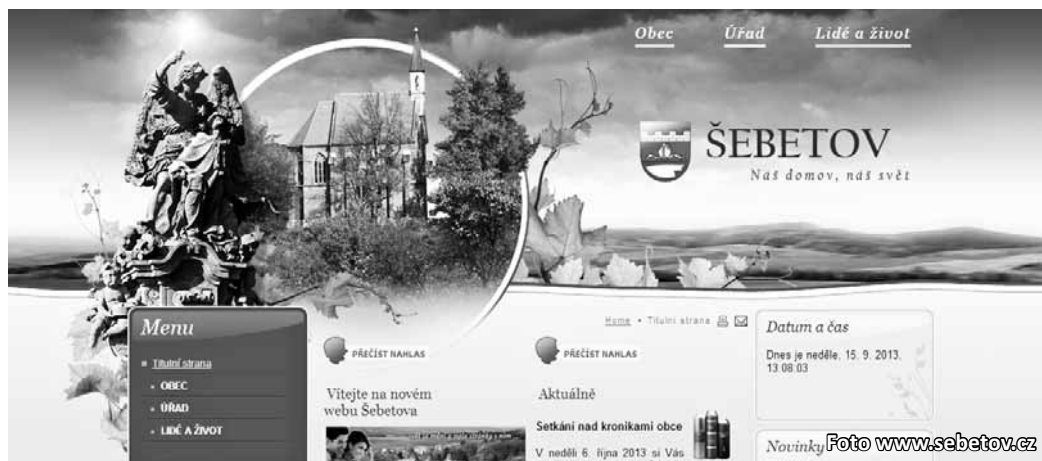 Obec Úřad Lidé a život
ŠEBETOV
Náš domov, náš svět
Home • Titulní strana
Menu
Titulní strana
OBEC
ÚŘAD
LIDÉ A ŽIVOT
PŘEČÍST NAHLAS
Vítejte na novém
webu Šebetova
PŘEČÍST NAHLAS
Aktuálně
Setkání nad kronikami obce
V neděli 6. října 2013 si Vás
Datum a čas
Dnes je neděle, 15. 9. 2013,
13:08:03
Novinky
Foto www.sebetov.cz